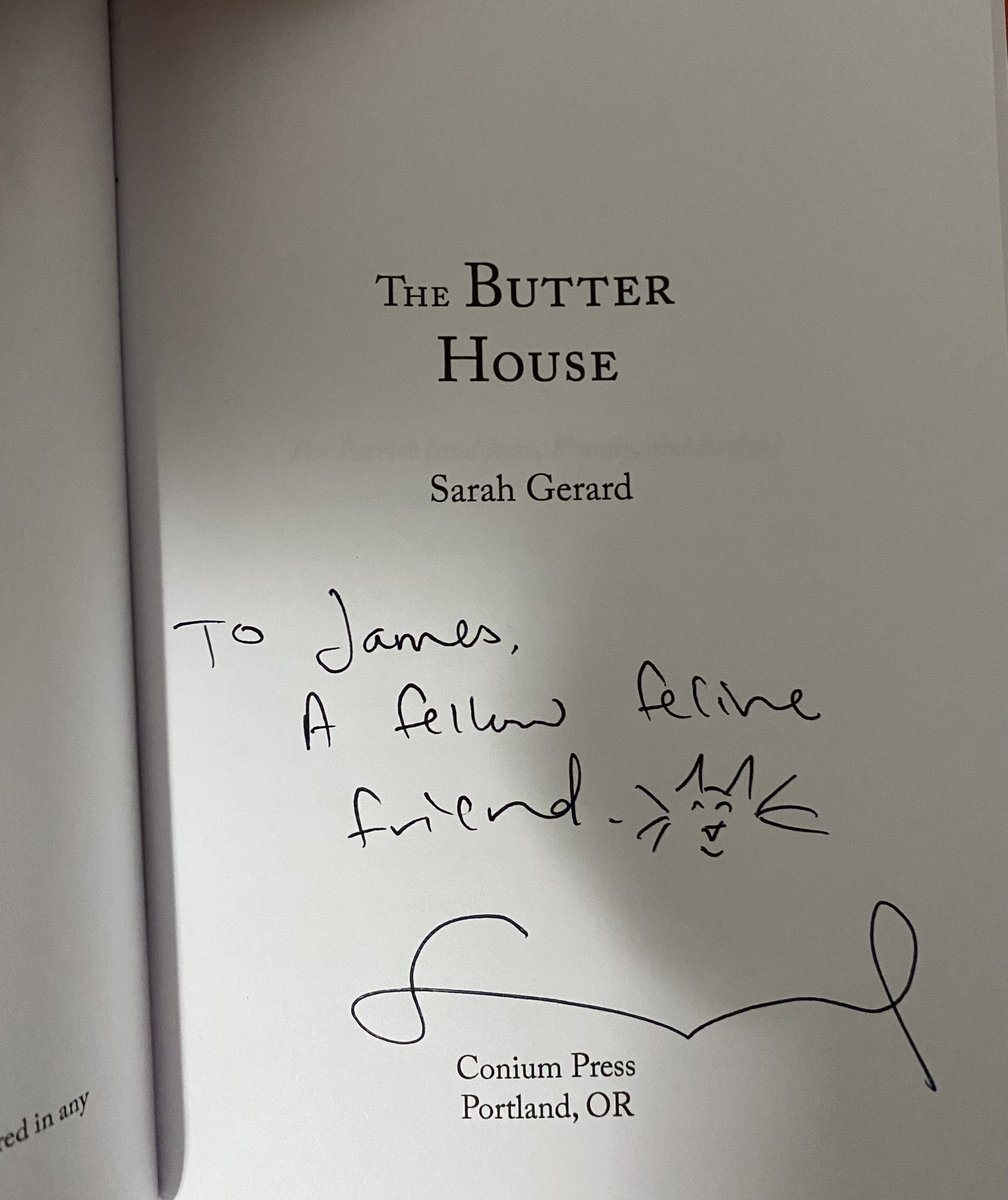 THE BUTTER
HOUSE
Sarah Gerard
To James,
A fellow feline
friend.
Conium Press
Portland, OR
red in any